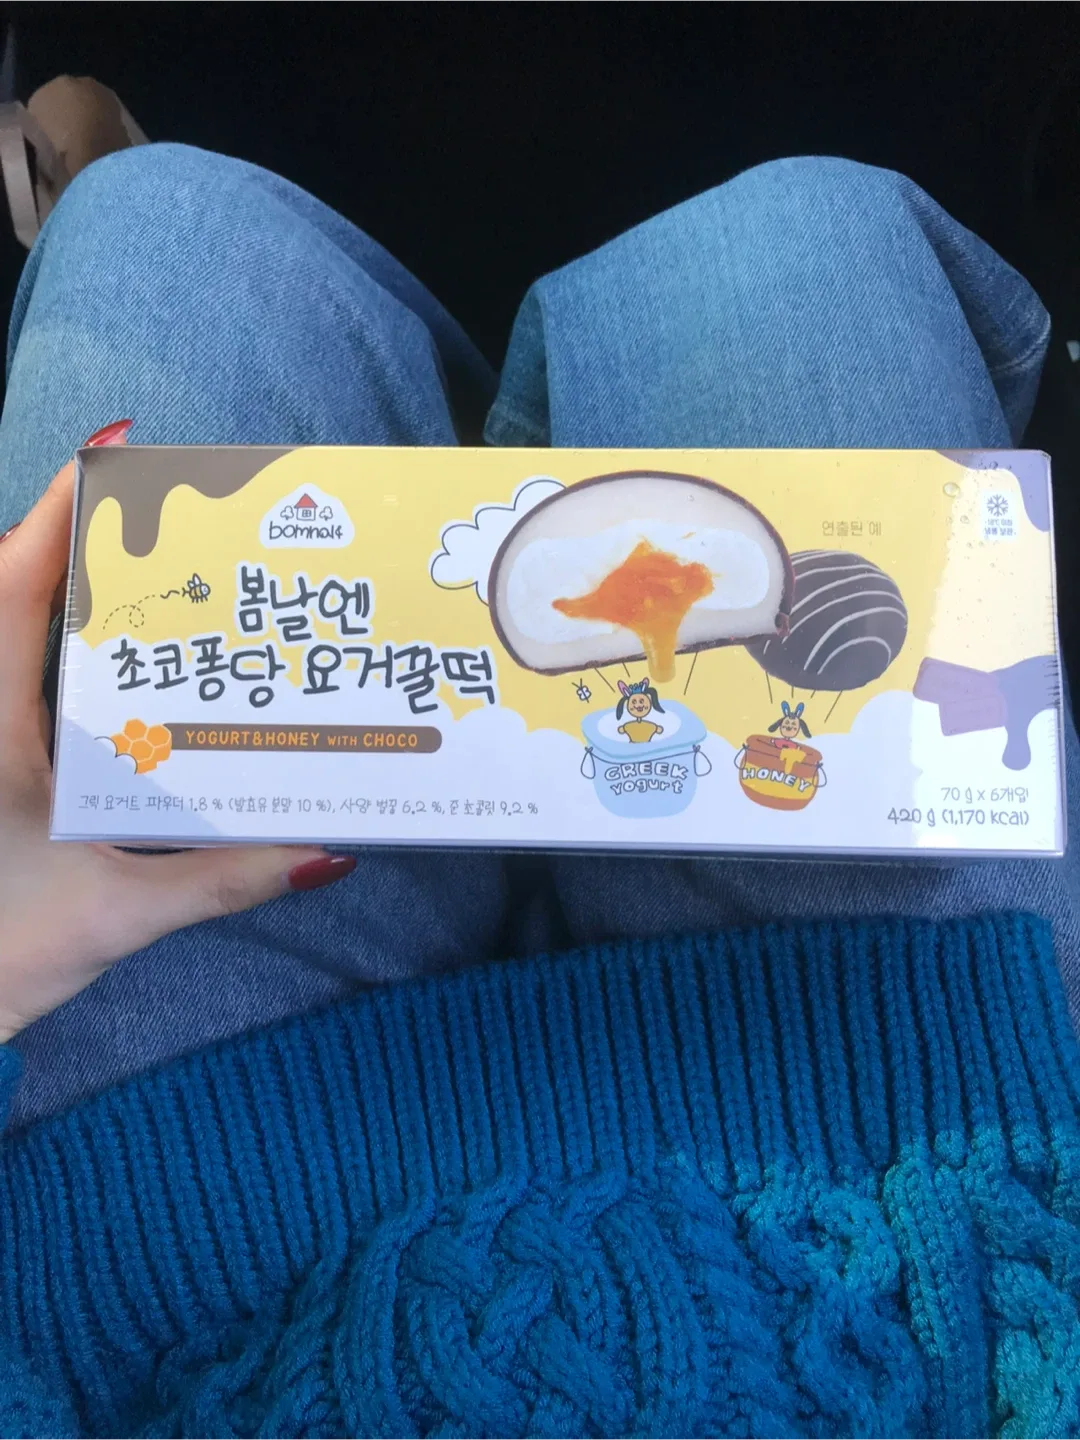 bomnal4
봄날엔
초코퐁당 요거꿀떡
YOGURT&HONEY WITH CHOCO
그릭 요거트 파우더 1.8 % (발효유 분말 10 %), 사양 벌꿀 6.2 %, 준 초콜릿 9.2 %
연출된 예
GREEK
Yogurt
HONEY
70 g x 6개입
420 g (1,170 kcal)